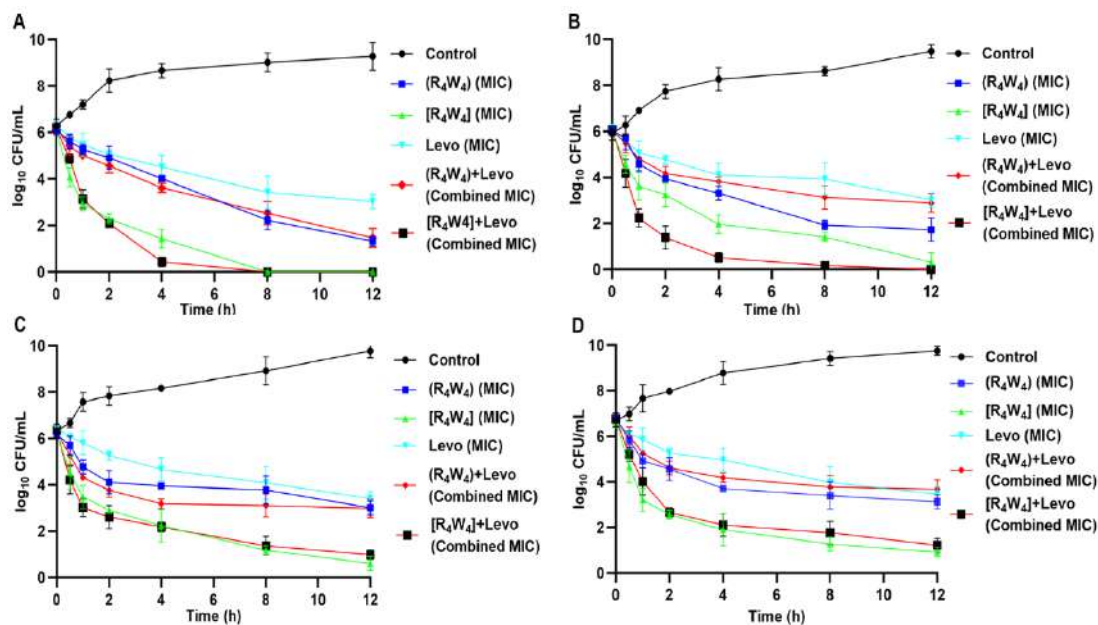 A
10
8
6
4
2
0
log₁₀ CFU/mL
0
2
4
6
8
10
12
Time (h)
Control
(R₄W₄) (MIC)
[R₄W₄] (MIC)
Levo (MIC)
(R₄W₄)+Levo
(Combined MIC)
[R₄W4]+Levo
(Combined MIC)
B
10
8
6
4
2
0
log₁₀ CFU/mL
0
2
4
6
8
10
12
Time (h)
Control
(R₄W₄) (MIC)
[R₄W₄] (MIC)
Levo (MIC)
(R₄W₄)+Levo
(Combined MIC)
[R₄W₄]+Levo
(Combined MIC)
C
10
8
6
4
2
0
log₁₀ CFU/mL
0
2
4
6
8
10
12
Time (h)
Control
(R₄W₄) (MIC)
[R₄W₄] (MIC)
Levo (MIC)
(R₄W₄)+Levo
(Combined MIC)
[R₄W₄]+Levo
(Combined MIC)
D
10
8
6
4
2
0
log₁₀ CFU/mL
0
2
4
6
8
10
12
Time (h)
Control
(R₄W₄) (MIC)
[R₄W₄] (MIC)
Levo (MIC)
(R₄W₄)+Levo
(Combined MIC)
[R₄W₄]+Levo
(Combined MIC)